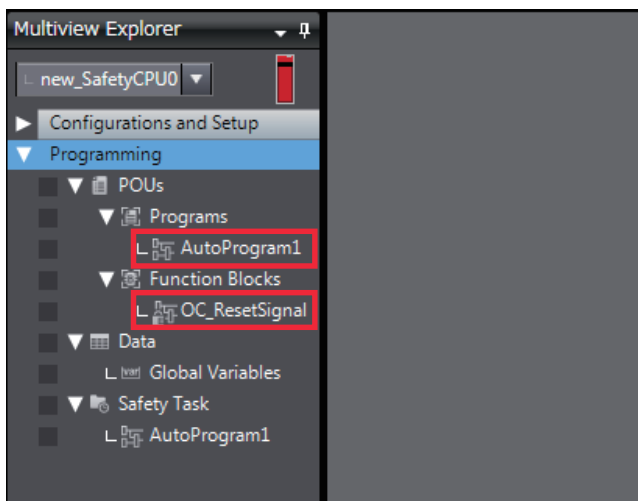 Multiview Explorer
new_SafetyCPU0
Configurations and Setup
Programming
POUs
Programs
AutoProgram1
Function Blocks
OC_ResetSignal
Data
Global Variables
Safety Task
AutoProgram1